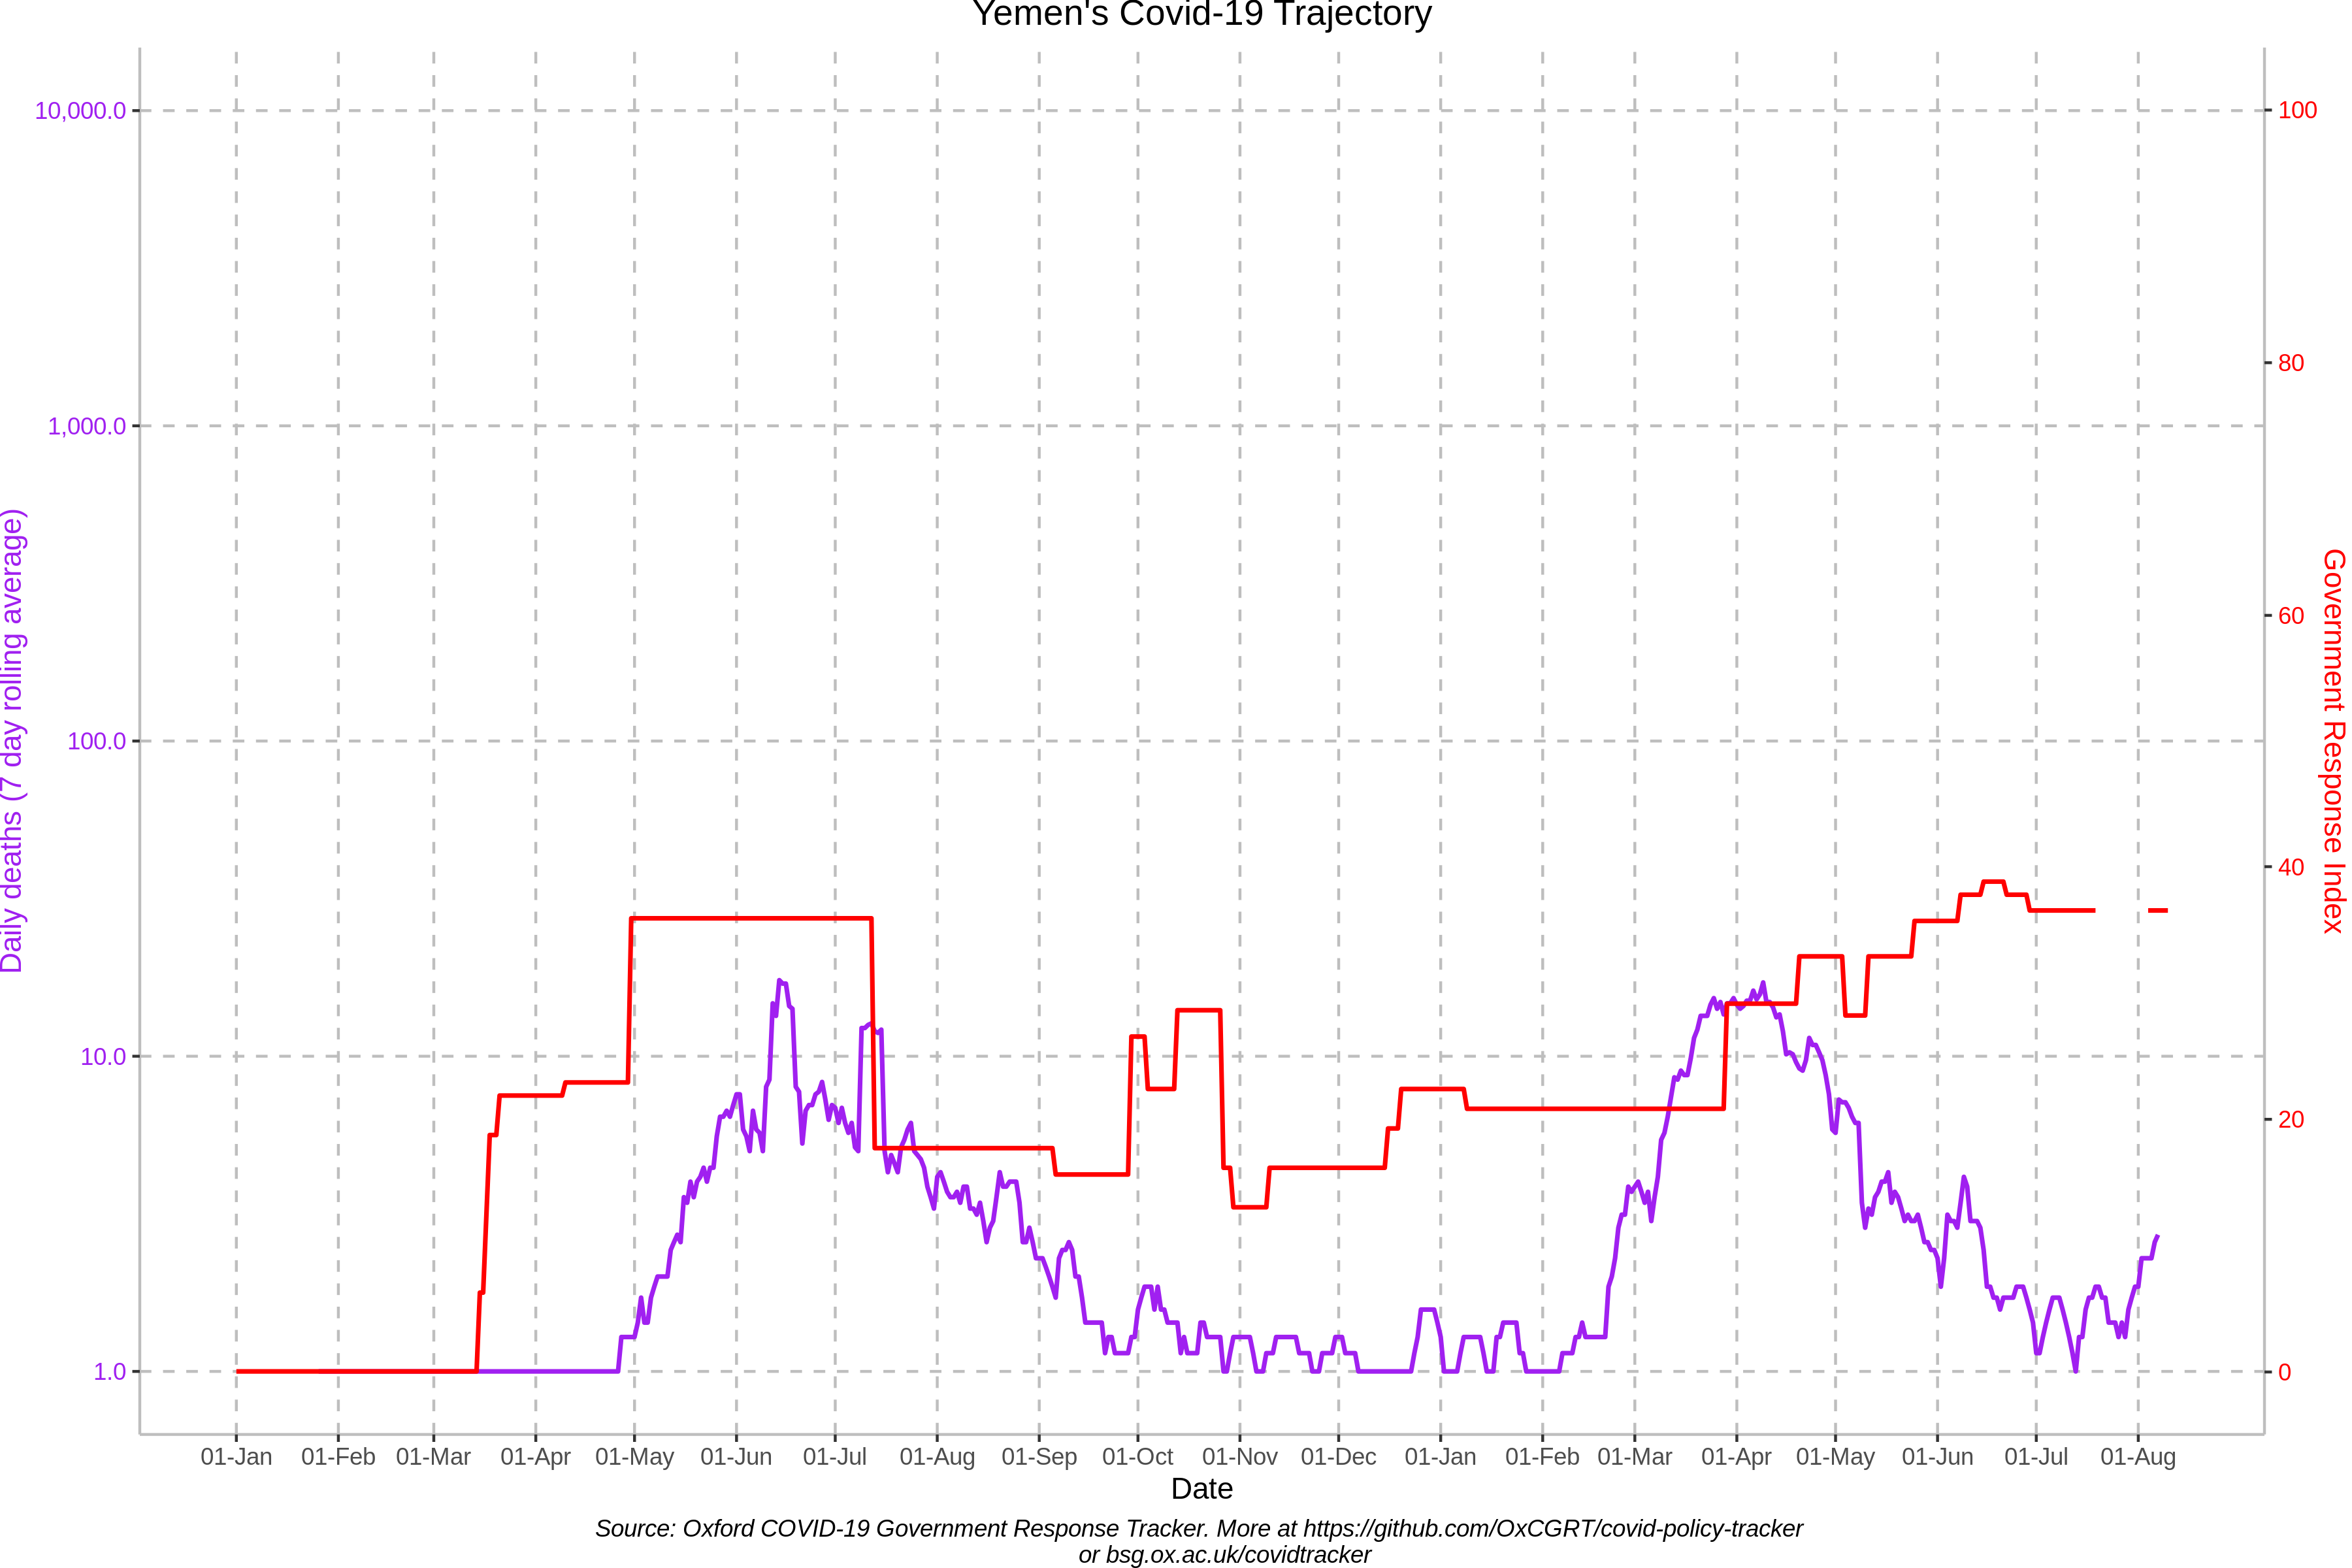 Yemen's Covid-19 Trajectory
10,000.0
1,000.0
100.0
10.0
1.0
Daily deaths (7 day rolling average)
100
80
60
40
20
0
Government Response Index
01-Jan 01-Feb 01-Mar 01-Apr 01-May 01-Jun 01-Jul 01-Aug 01-Sep 01-Oct 01-Nov 01-Dec 01-Jan 01-Feb 01-Mar 01-Apr 01-May 01-Jun 01-Jul 01-Aug
Date
Source: Oxford COVID-19 Government Response Tracker. More at https://github.com/OxCGRT/covid-policy-tracker
or bsg.ox.ac.uk/covidtracker